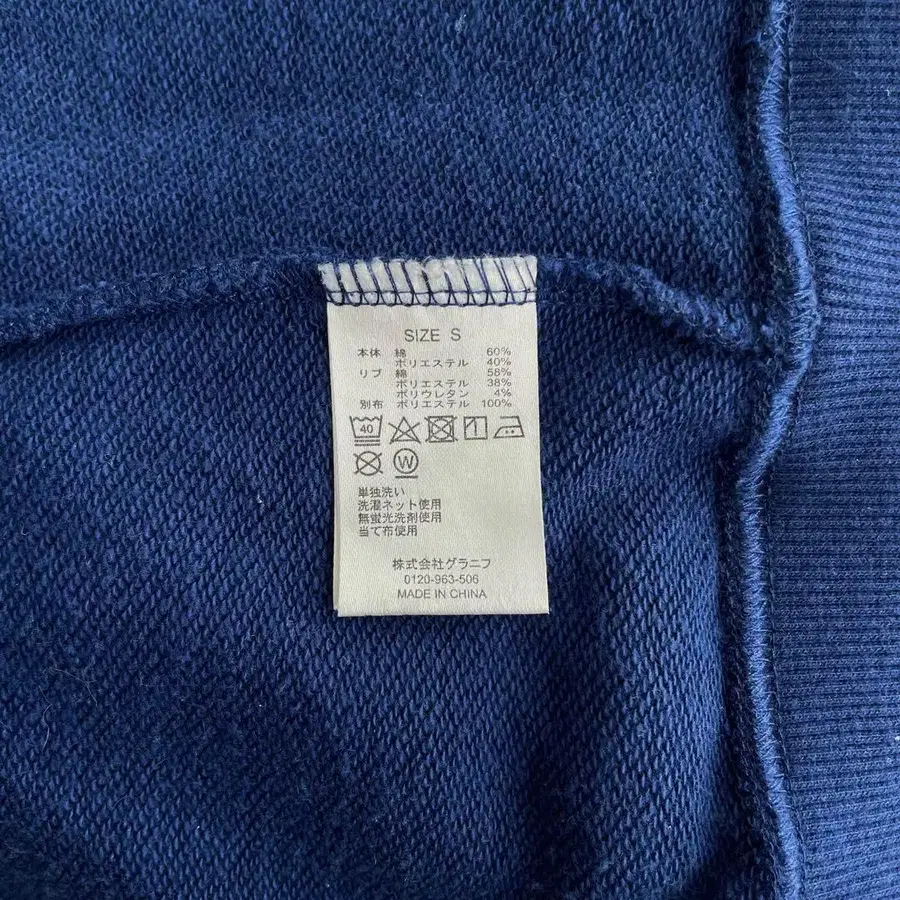 SIZE S
本体 綿 60%
ポリエステル 40%
リブ 綿 58%
ポリエステル 38%
ポリウレタン 4%
別布 ポリエステル 100%
40
W
単独洗い
洗濯ネット使用
無蛍光洗剤使用
当て布使用
株式会社グラニフ
0120-963-506
MADE IN CHINA